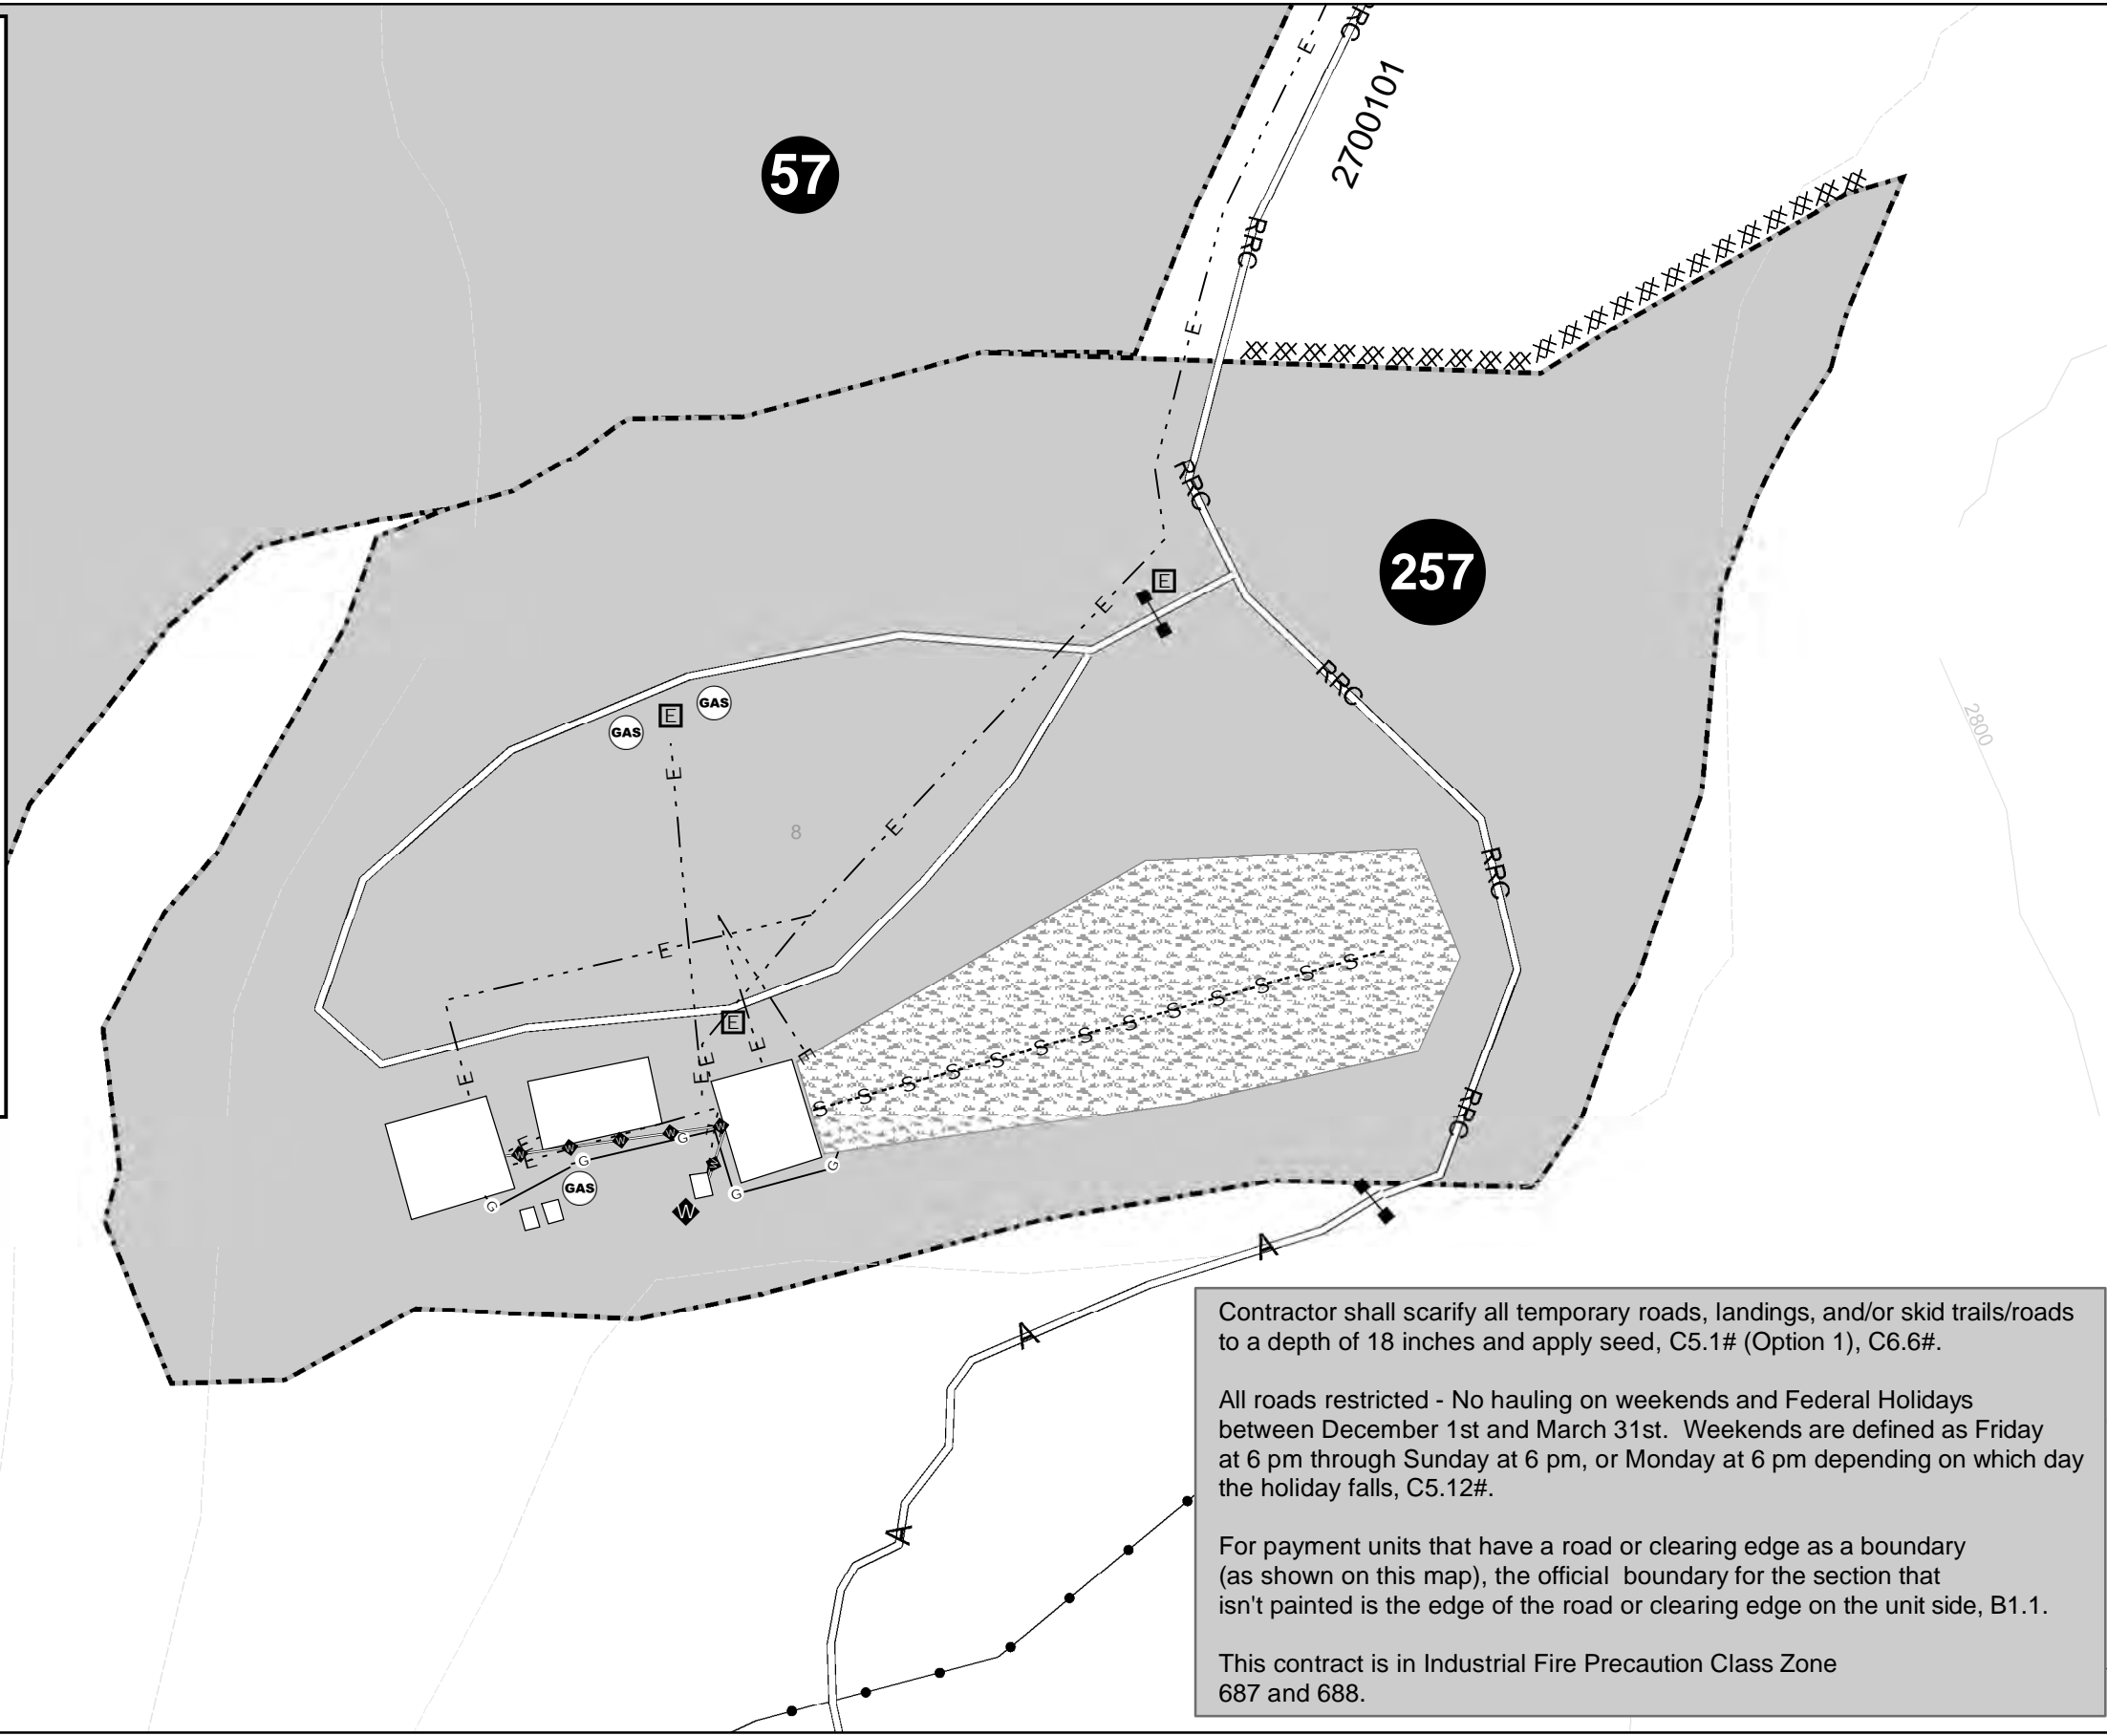 RRC
E
2700101
57
RRC
E
RRC
257
E
E
RRC
GAS
E
GAS
2800
E
8
E
RRC
E
S S S S S S S S S S S S S
E
E
E
E
E
E
RRC
W W W W W
E
E
G
G
G
W
GAS
G
G
W
A
A
A
Contractor shall scarify all temporary roads, landings, and/or skid trails/roads
to a depth of 18 inches and apply seed, C5.1# (Option 1), C6.6#.
All roads restricted - No hauling on weekends and Federal Holidays
between December 1st and March 31st.  Weekends are defined as Friday
at 6 pm through Sunday at 6 pm, or Monday at 6 pm depending on which day
the holiday falls, C5.12#.
For payment units that have a road or clearing edge as a boundary
(as shown on this map), the official  boundary for the section that
isn't painted is the edge of the road or clearing edge on the unit side, B1.1.
This contract is in Industrial Fire Precaution Class Zone
687 and 688.